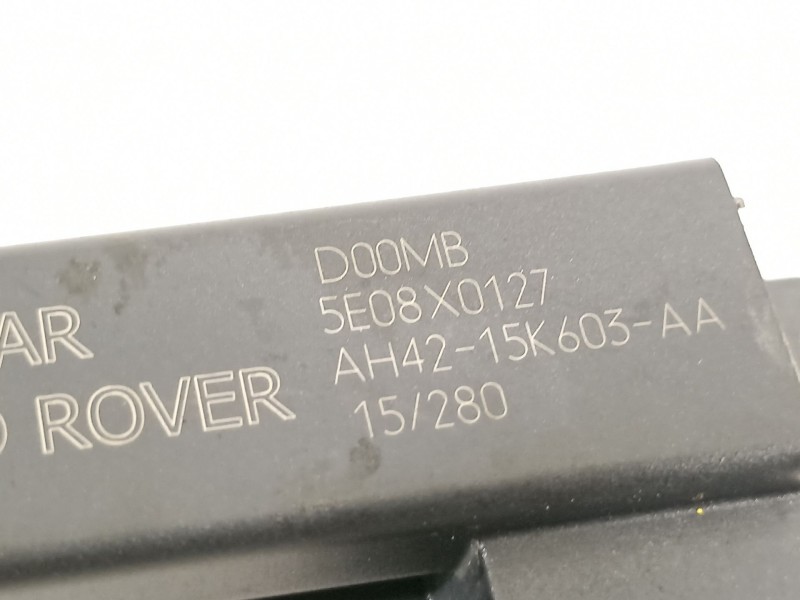 AR
ROVER
D00MB
5E08X0127
AH42-15K603-AA
15/280